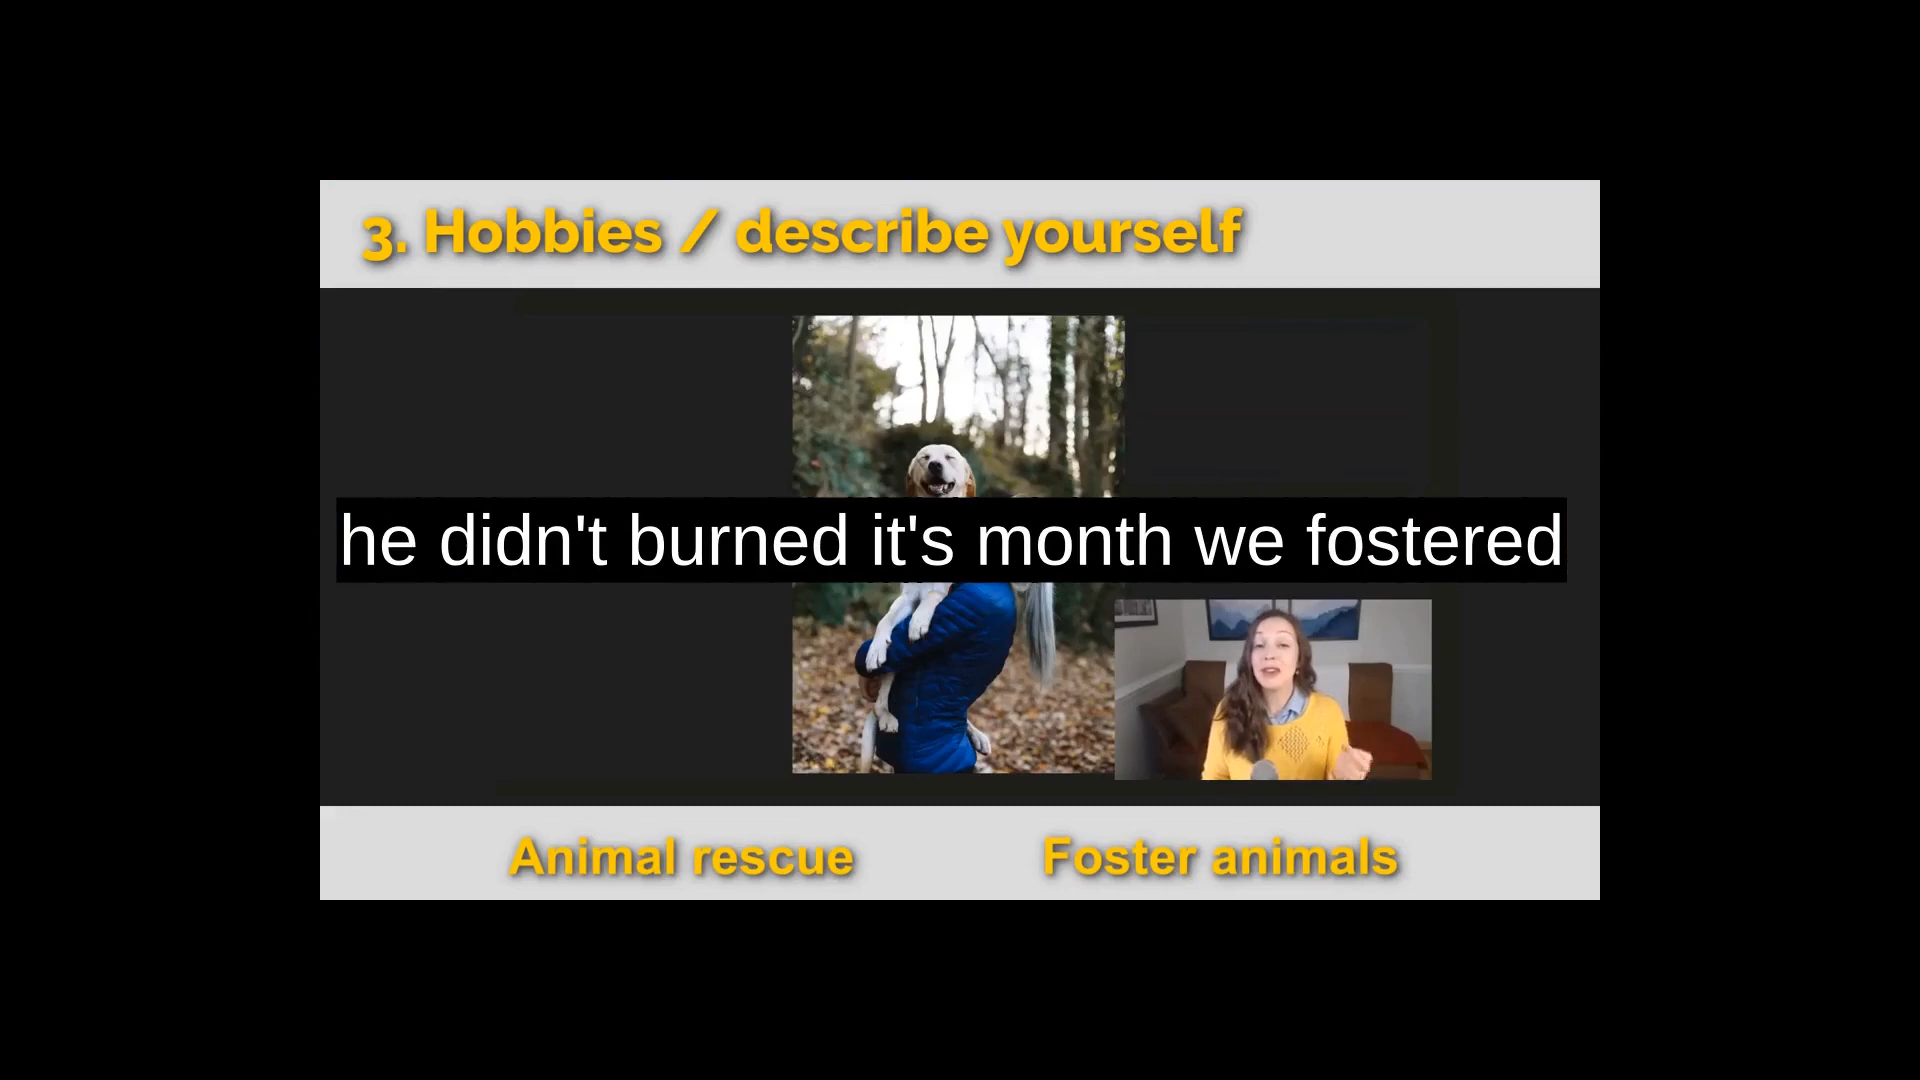 3. Hobbies / describe yourself
he didn't burned it's month we fostered
Animal rescue
Foster animals